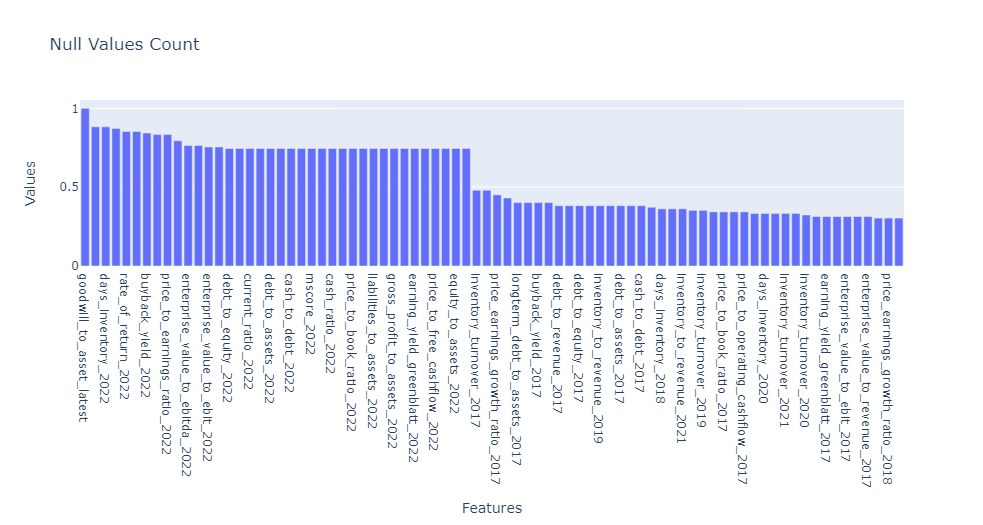 Null Values Count
Values
1
0.5
0
goodwill_to_asset_latest
days_inventory_2022
rate_of_return_2022
buyback_yield_2022
price_to_earnings_ratio_2022
enterprise_value_to_ebitda_2022
enterprise_value_to_ebit_2022
debt_to_equity_2022
current_ratio_2022
debt_to_assets_2022
cash_to_debt_2022
mscore_2022
cash_ratio_2022
price_to_book_ratio_2022
liabilities_to_assets_2022
gross_profit_to_assets_2022
earning_yield_greenblatt_2022
price_to_free_cashflow_2022
equity_to_assets_2022
inventory_turnover_2017
price_earnings_growth_ratio_2017
longterm_debt_to_assets_2017
buyback_yield_2017
debt_to_revenue_2017
debt_to_equity_2017
inventory_to_revenue_2019
debt_to_assets_2017
cash_to_debt_2017
days_inventory_2018
inventory_to_revenue_2021
inventory_turnover_2019
price_to_book_ratio_2017
price_to_operating_cashflow_2017
days_inventory_2020
inventory_turnover_2021
inventory_turnover_2020
earning_yield_greenblatt_2017
enterprise_value_to_ebit_2017
enterprise_value_to_revenue_2017
price_earnings_growth_ratio_2018
Features